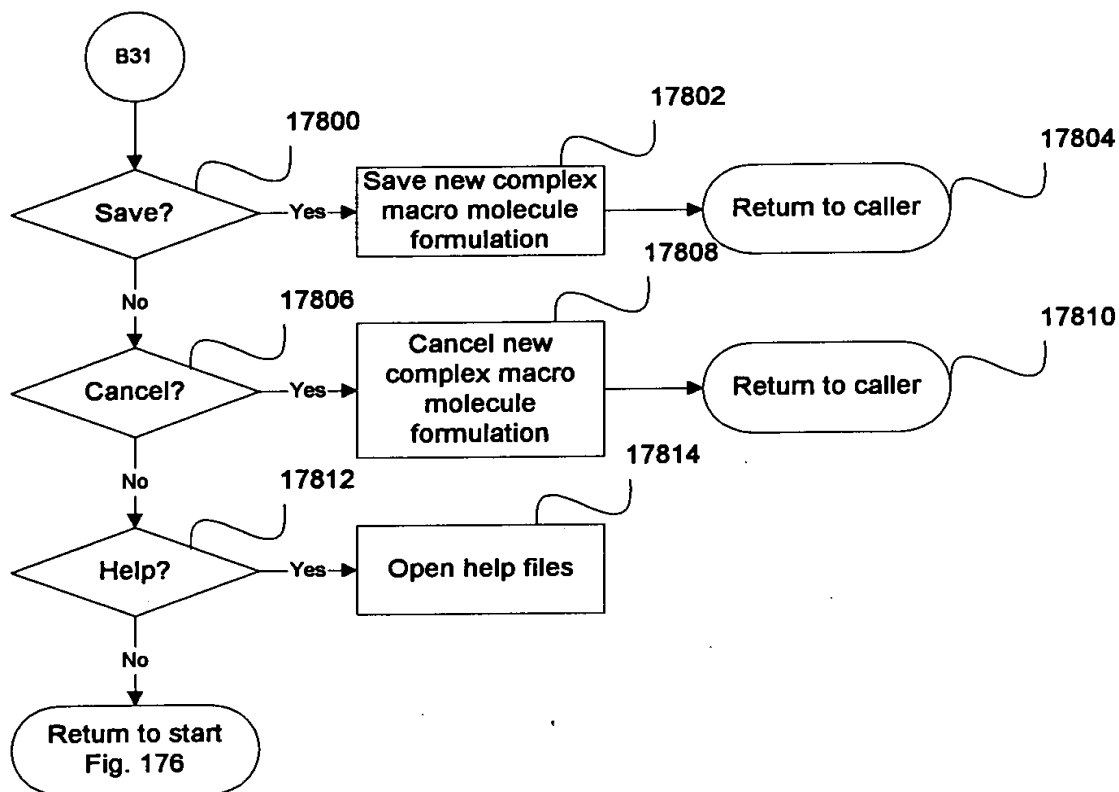 B31
17800
17802
17804
Save?
Yes
Save new complex
macro molecule
formulation
Return to caller
No
17806
17808
17810
Cancel?
Yes
Cancel new
complex macro
molecule
formulation
Return to caller
No
17812
17814
Help?
Yes
Open help files
No
Return to start
Fig. 176